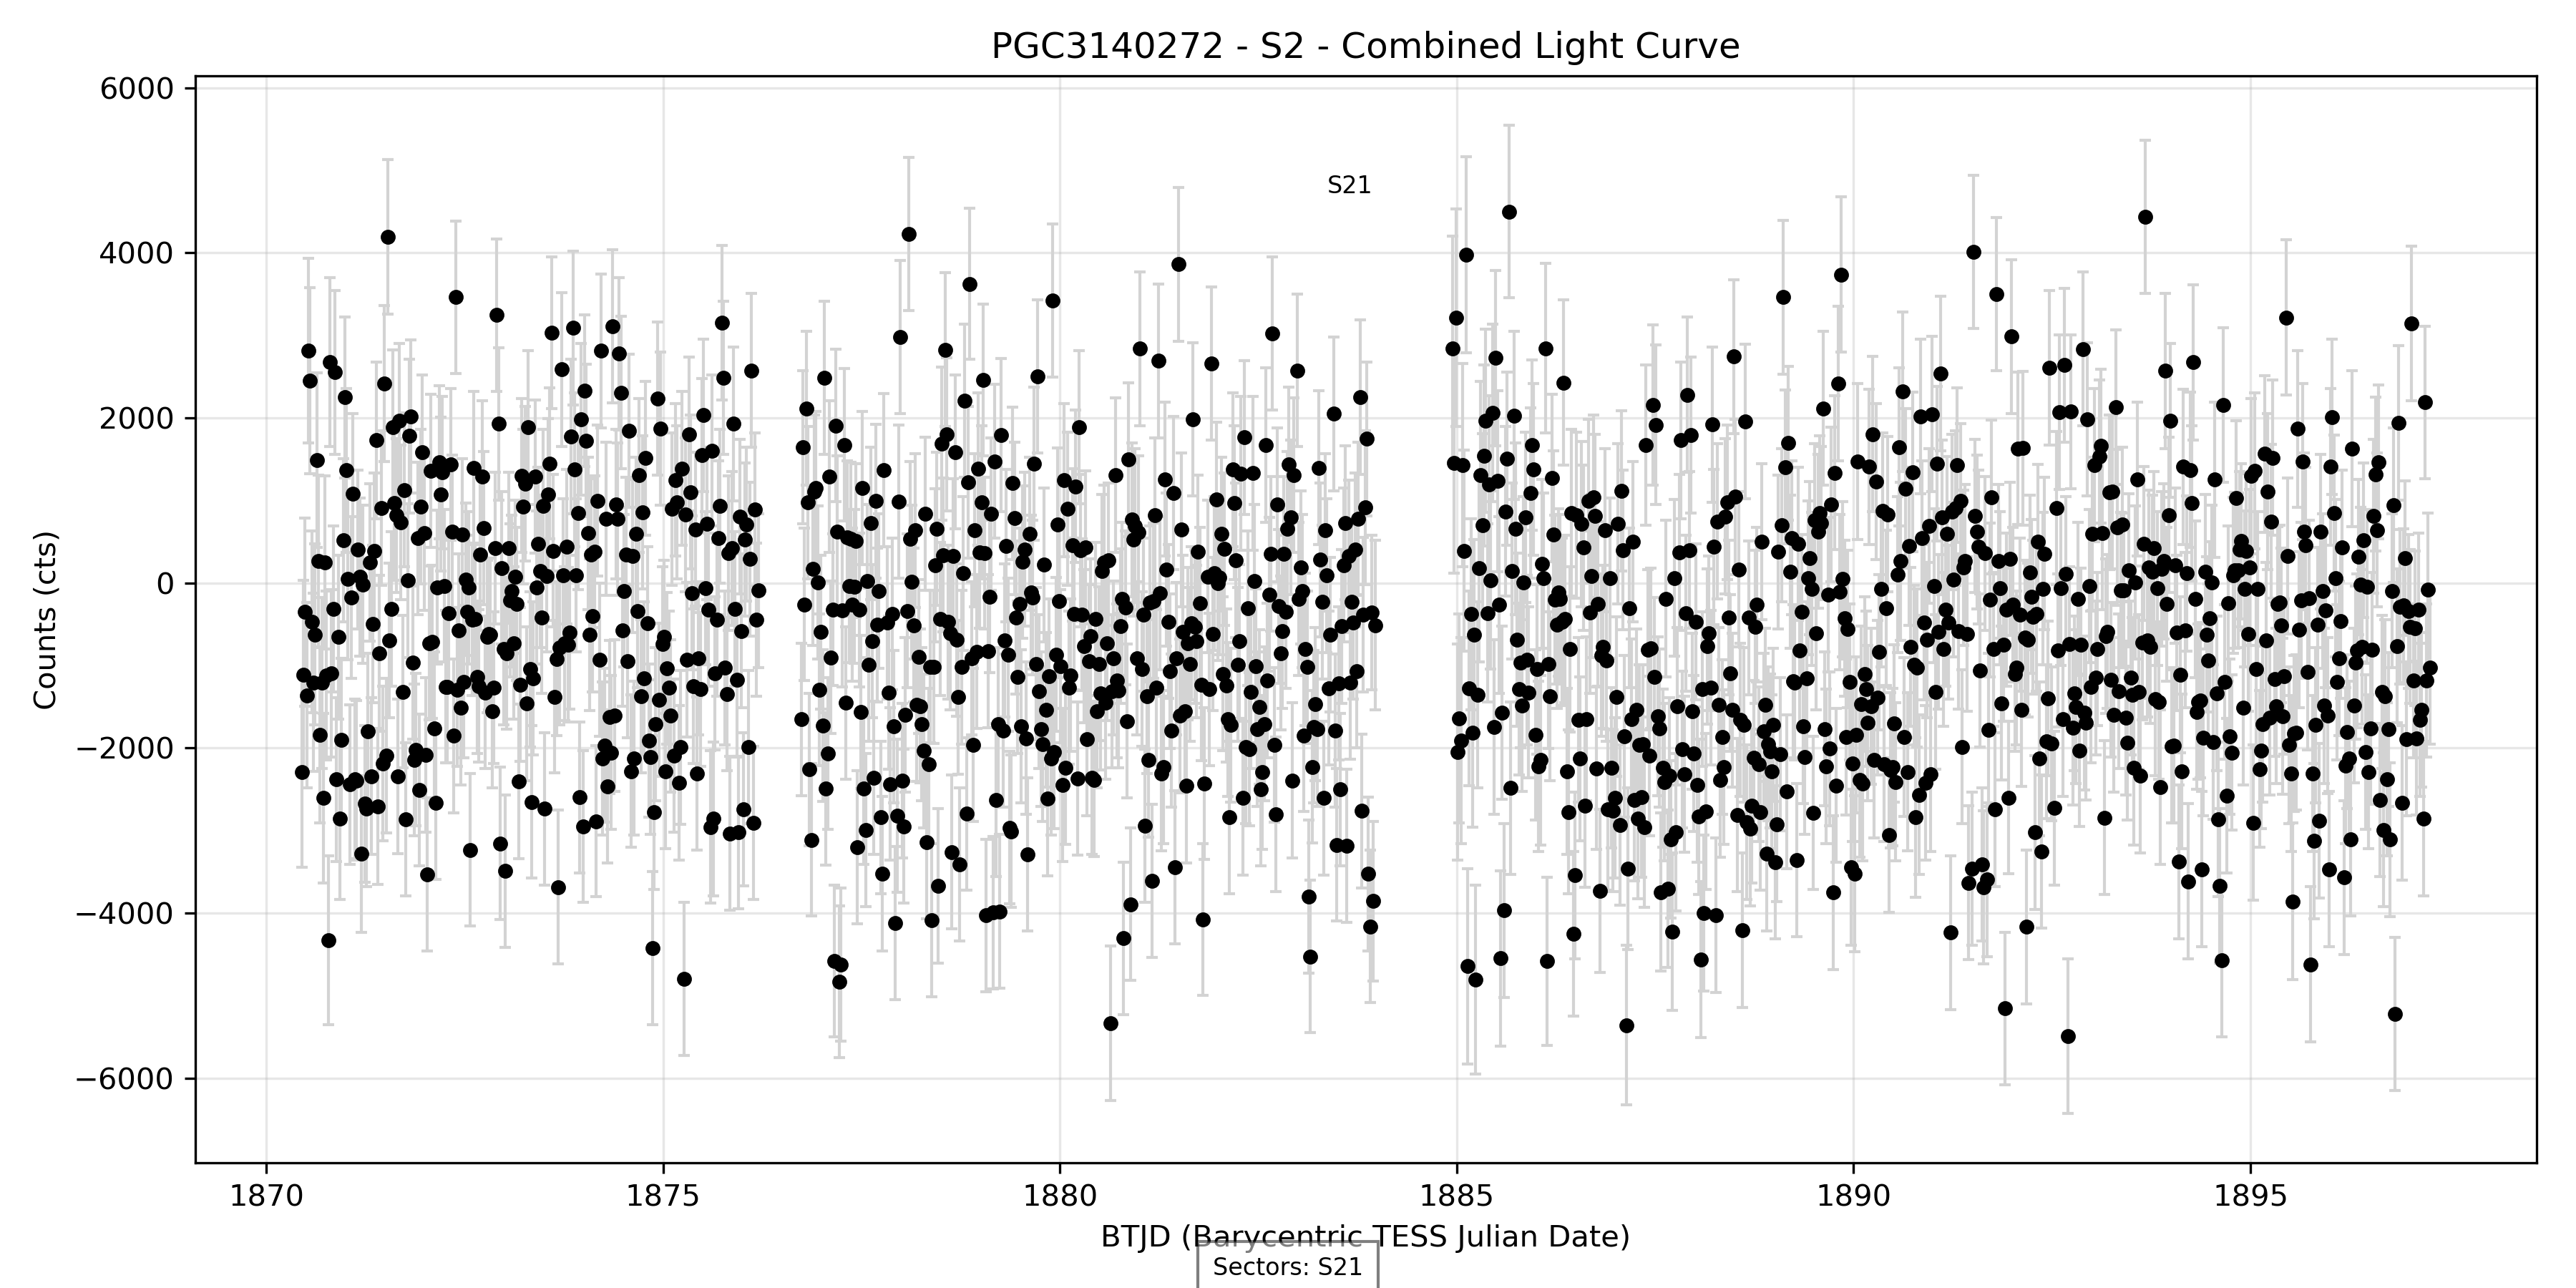 PGC3140272 - S2 - Combined Light Curve
6000
4000
2000
0
−2000
−4000
−6000
Counts (cts)
S21
1870
1875
1880
1885
1890
1895
BTJD (Barycentric TESS Julian Date)
Sectors: S21